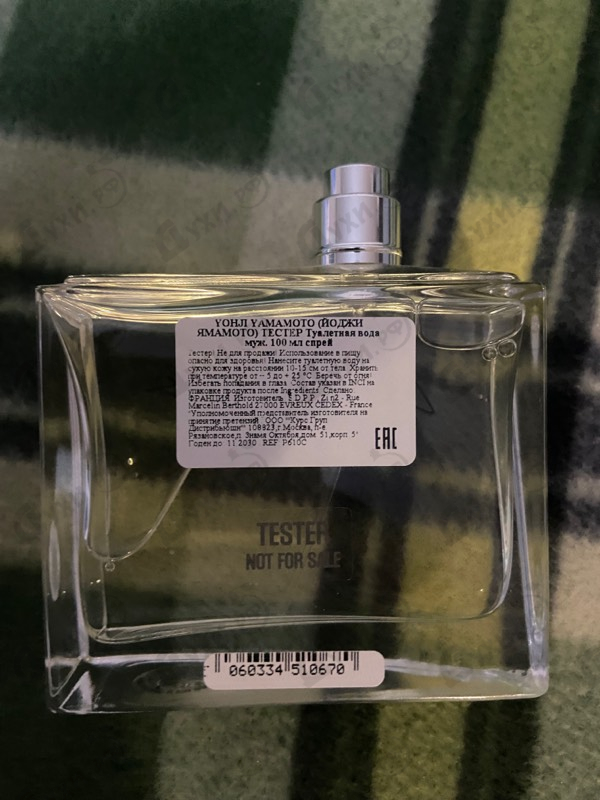 YOHJI YAMAMOTO (ЙОДЖИ
ЯМАМОТО) ТЕСТЕР Туалетная вода
муж. 100 мл спрей
Тестер! Не для продажи! Использование в пищу
опасно для здоровья! Нанесите туалетную воду на
сухую кожу на расстоянии 10-15 см от тела. Хранить
при температуре от – 5 до + 25 °C. Беречь от огня!
Избегать попадания в глаза. Состав указан в INCI на
упаковке продукта после Ingredients. Сделано
ФРАНЦИЯ. Изготовитель: E.D.P.P., Zi n2 - Rue
Marcelin Berthold 27000 EVREUX CEDEX - France
"Уполномоченный представитель изготовителя на
принятие претензий: ООО "Курс Груп
Дистрибьюшн" 108823, г. Москва, п-е
Рязановское, п. Знамя Октября, дом. 51, корп. 5"
Годен до: 11.2030 REF P610C
EAC
TESTER
NOT FOR SALE
060334 510670